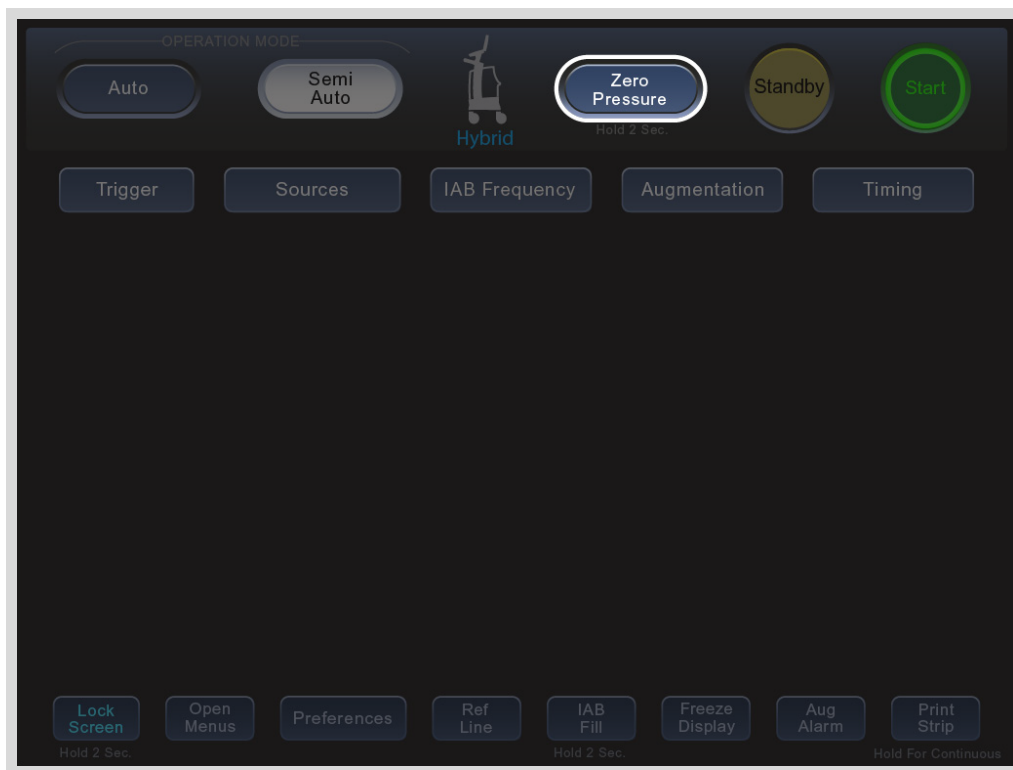 OPERATION MODE
Auto
Semi
Auto
Hybrid
Zero
Pressure
Hold 2 Sec.
Standby
Start
Trigger
Sources
IAB Frequency
Augmentation
Timing
Lock
Screen
Hold 2 Sec.
Open
Menus
Preferences
Ref
Line
IAB
Fill
Hold 2 Sec.
Freeze
Display
Aug
Alarm
Print
Strip
Hold For Continuous